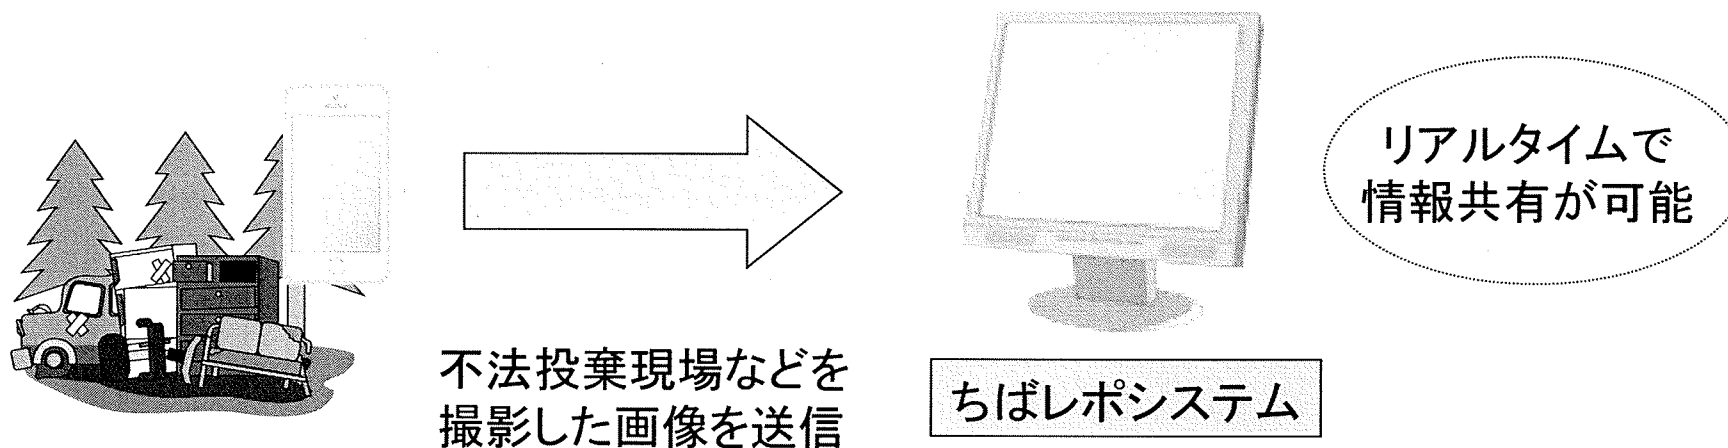 不法投棄現場などを
撮影した画像を送信
ちばレポシステム
リアルタイムで
情報共有が可能